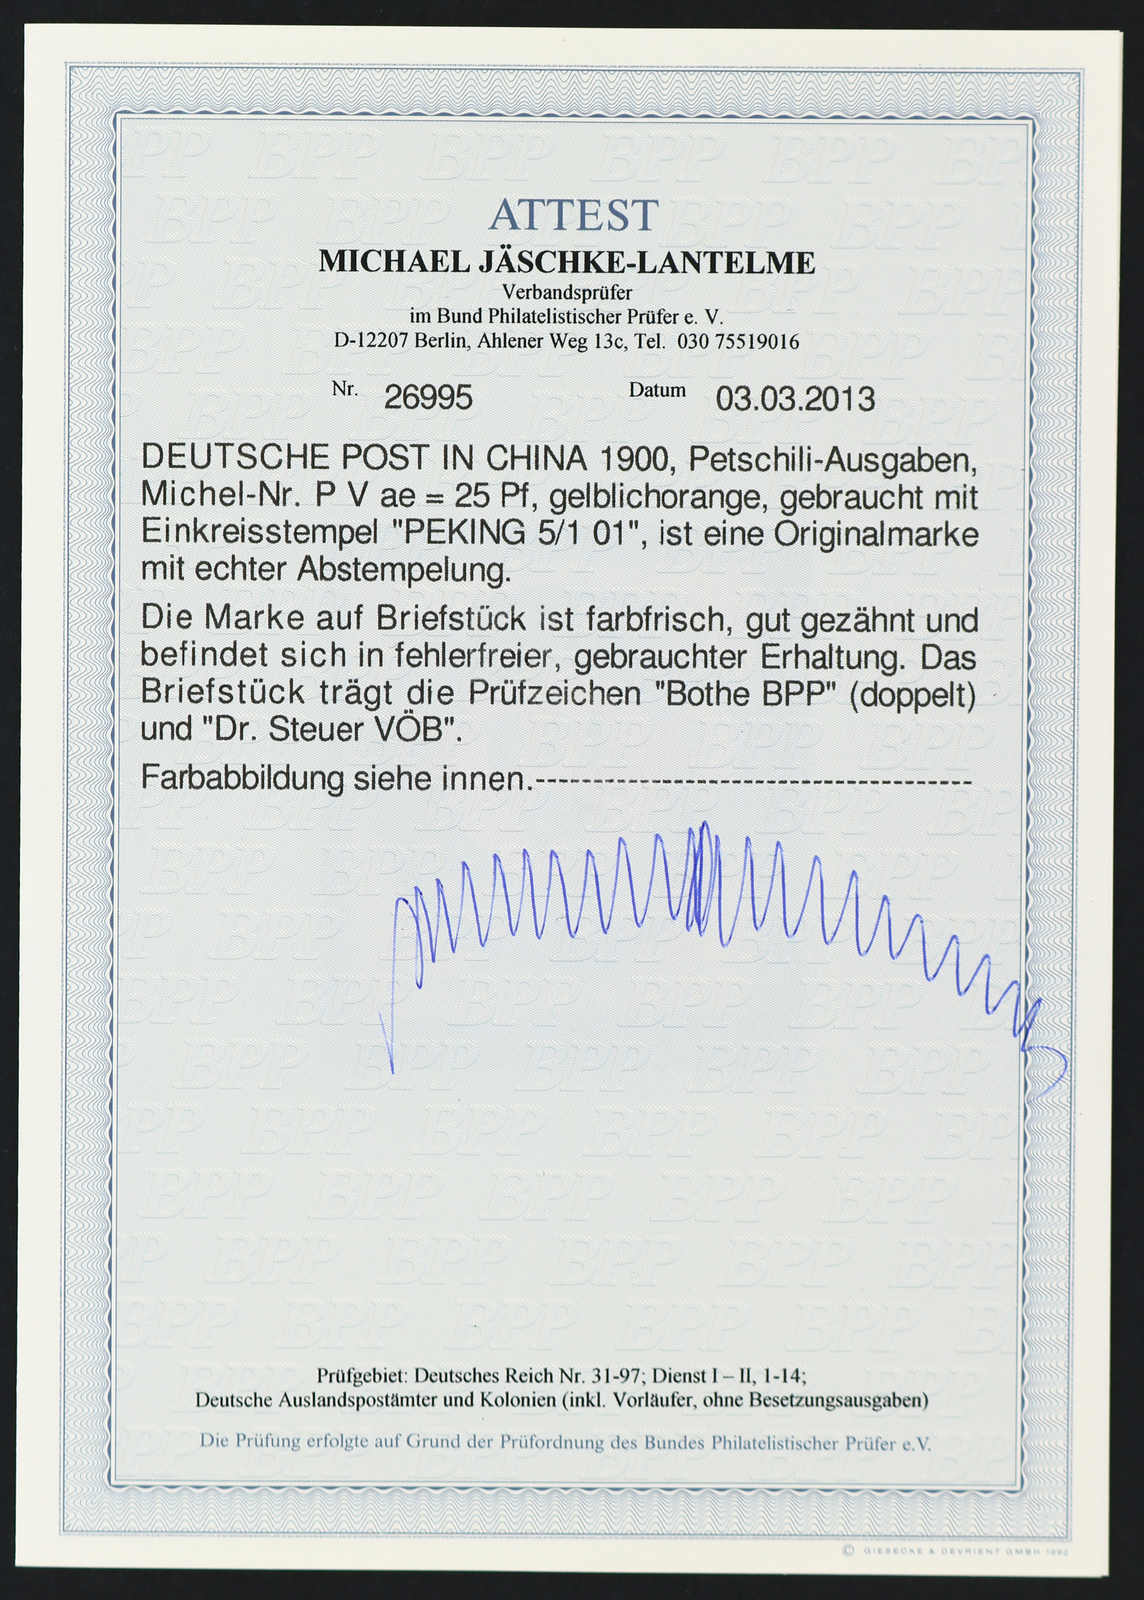 ATTEST
MICHAEL JÄSCHKE-LANTELME
Verbandsprüfer
im Bund Philatelistischer Prüfer e. V.
D-12207 Berlin, Ahlener Weg 13c, Tel. 030 75519016
Nr. 26995 Datum 03.03.2013
DEUTSCHE POST IN CHINA 1900, Petschili-Ausgaben,
Michel-Nr. P V ae = 25 Pf, gelblichorange, gebraucht mit
Einkreisstempel "PEKING 5/1 01", ist eine Originalmarke
mit echter Abstempelung.
Die Marke auf Briefstück ist farbfrisch, gut gezähnt und
befindet sich in fehlerfreier, gebrauchter Erhaltung. Das
Briefstück trägt die Prüfzeichen "Bothe BPP" (doppelt)
und "Dr. Steuer VÖB".
Farbabbildung siehe innen.--------------------------------------
Prüfgebiet: Deutsches Reich Nr. 31-97; Dienst I – II, 1-14;
Deutsche Auslandspostämter und Kolonien (inkl. Vorläufer, ohne Besetzungsausgaben)
Die Prüfung erfolgte auf Grund der Prüfordnung des Bundes Philatelistischer Prüfer e.V.
© GIESECKE & DEVRIENT GMBH